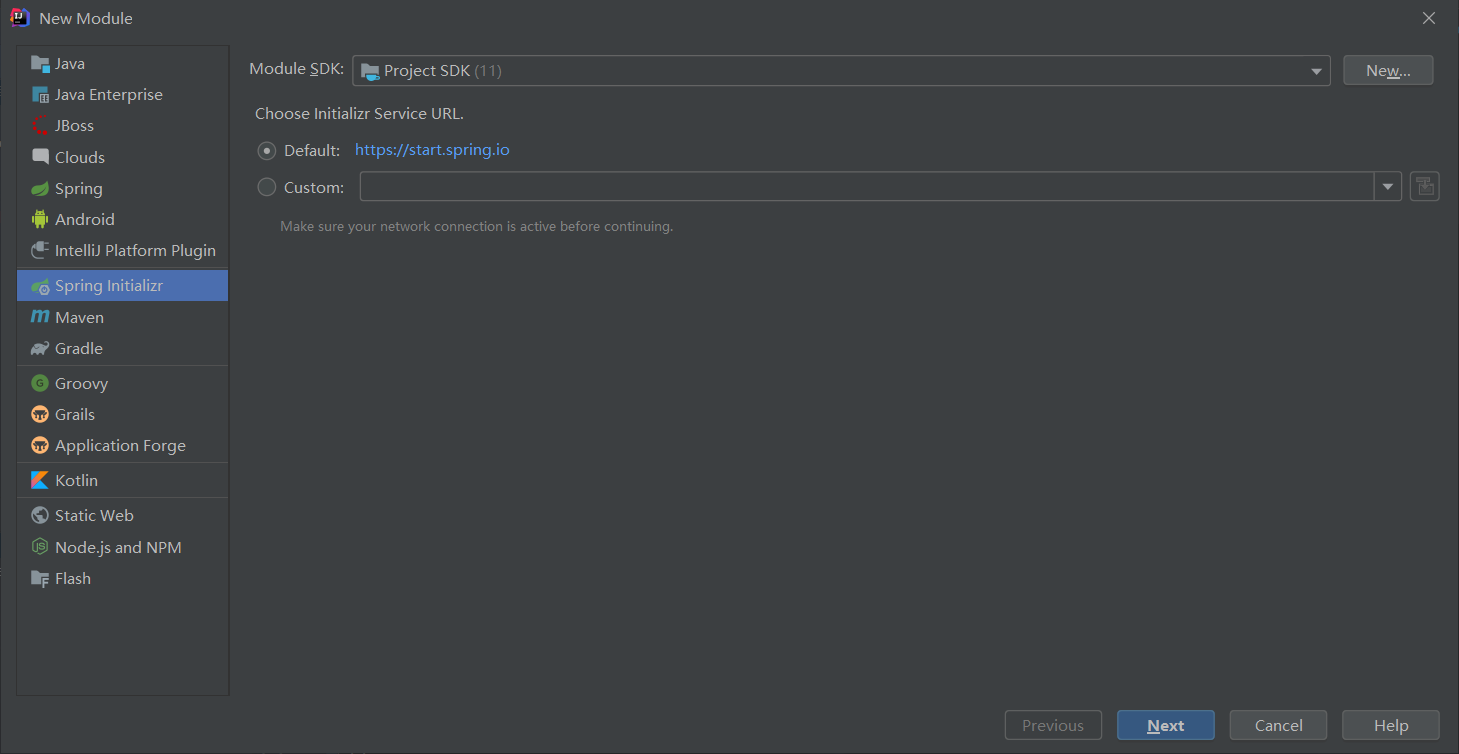 New Module
Java
Java Enterprise
JBoss
Clouds
Spring
Android
IntelliJ Platform Plugin
Spring Initializr
Maven
Gradle
Groovy
Grails
Application Forge
Kotlin
Static Web
Node.js and NPM
Flash
Module SDK: Project SDK (11) New...
Choose Initializr Service URL.
Default: https://start.spring.io
Custom:
Make sure your network connection is active before continuing.
Previous Next Cancel Help